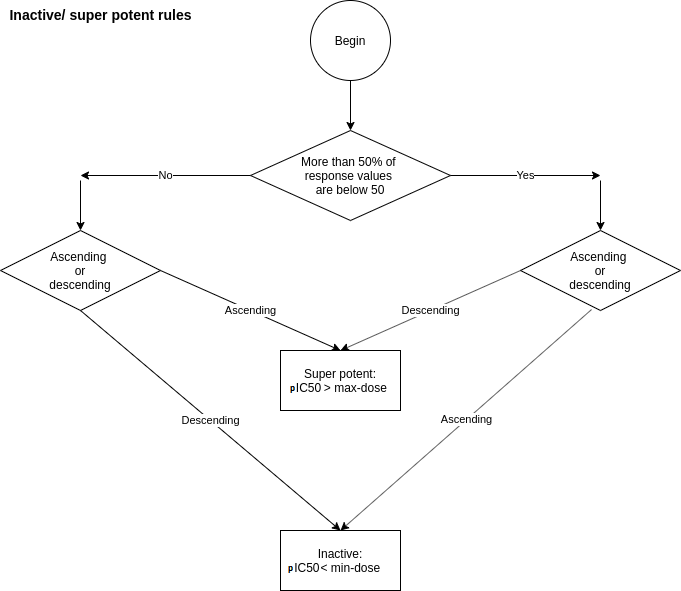 Inactive/ super potent rules
Begin
More than 50% of
response values
are below 50
No
Yes
Ascending
or
descending
Ascending
or
descending
Ascending
Descending
Super potent:
pIC50 > max-dose
Descending
Ascending
Inactive:
pIC50< min-dose